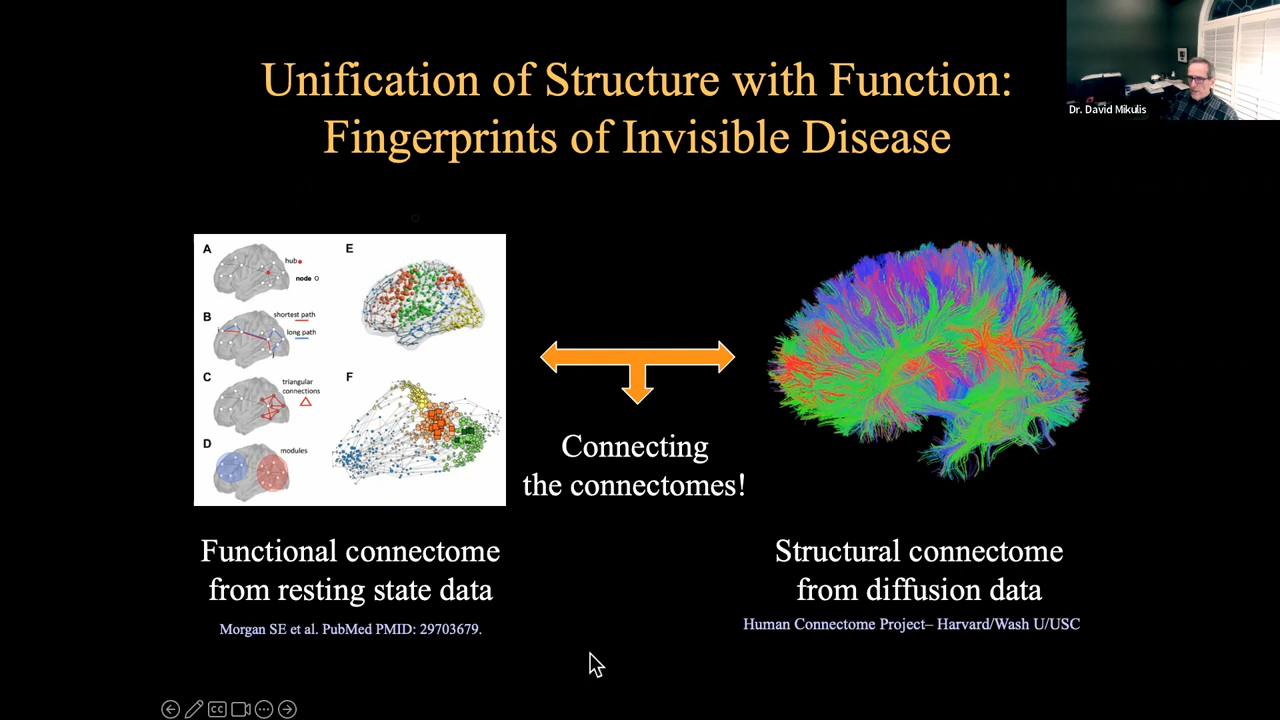 Unification of Structure with Function:
Fingerprints of Invisible Disease
Dr. David Mikulis
A
hub
node
B
shortest path
long path
i
j
C
triangular
connections
D
modules
E
F
Connecting
the connectomes!
Functional connectome
from resting state data
Morgan SE et al. PubMed PMID: 29703679.
Structural connectome
from diffusion data
Human Connectome Project– Harvard/Wash U/USC
CC